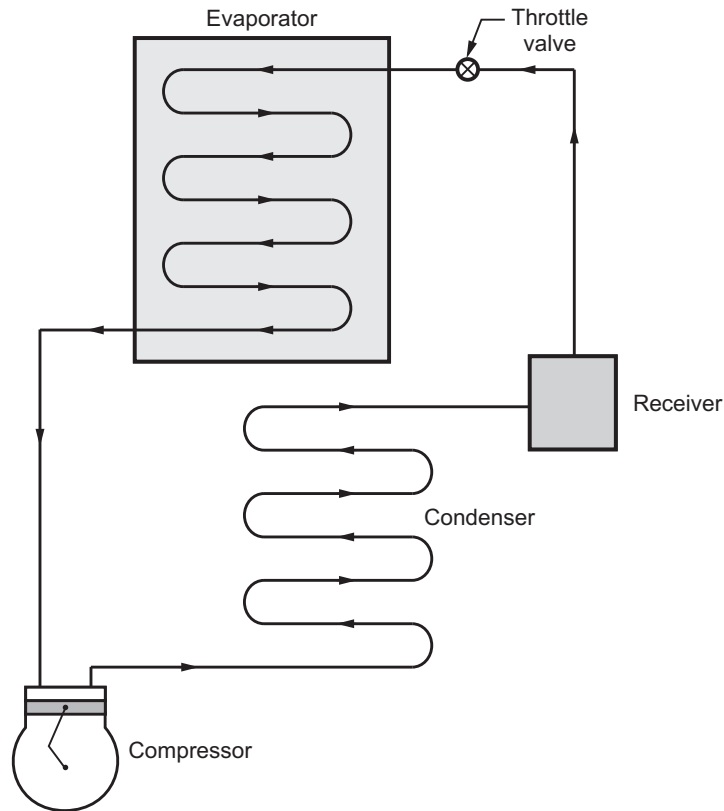 Evaporator
Throttle
valve
Receiver
Condenser
Compressor